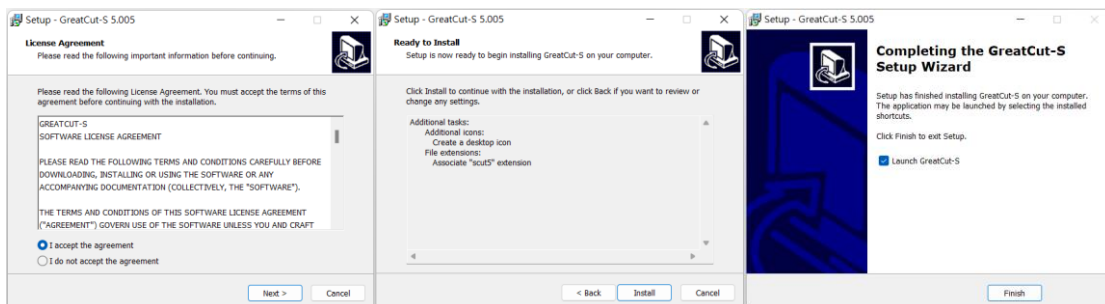 Setup - GreatCut-S 5.005
License Agreement
Please read the following important information before continuing.
Please read the following License Agreement. You must accept the terms of this
agreement before continuing with the installation.
GREATCUT-S
SOFTWARE LICENSE AGREEMENT
PLEASE READ THE FOLLOWING TERMS AND CONDITIONS CAREFULLY BEFORE
DOWNLOADING, INSTALLING OR USING THE SOFTWARE OR ANY
ACCOMPANYING DOCUMENTATION (COLLECTIVELY, THE "SOFTWARE").
THE TERMS AND CONDITIONS OF THIS SOFTWARE LICENSE AGREEMENT
("AGREEMENT") GOVERN USE OF THE SOFTWARE UNLESS YOU AND CRAFT
I accept the agreement
I do not accept the agreement
Next >
Cancel
Setup - GreatCut-S 5.005
Ready to Install
Setup is now ready to begin installing GreatCut-S on your computer.
Click Install to continue with the installation, or click Back if you want to review or
change any settings.
Additional tasks:
Additional icons:
Create a desktop icon
File extensions:
Associate "scut5" extension
< Back
Install
Cancel
Setup - GreatCut-S 5.005
Completing the GreatCut-S
Setup Wizard
Setup has finished installing GreatCut-S on your computer.
The application may be launched by selecting the installed
shortcuts.
Click Finish to exit Setup.
Launch GreatCut-S
Finish